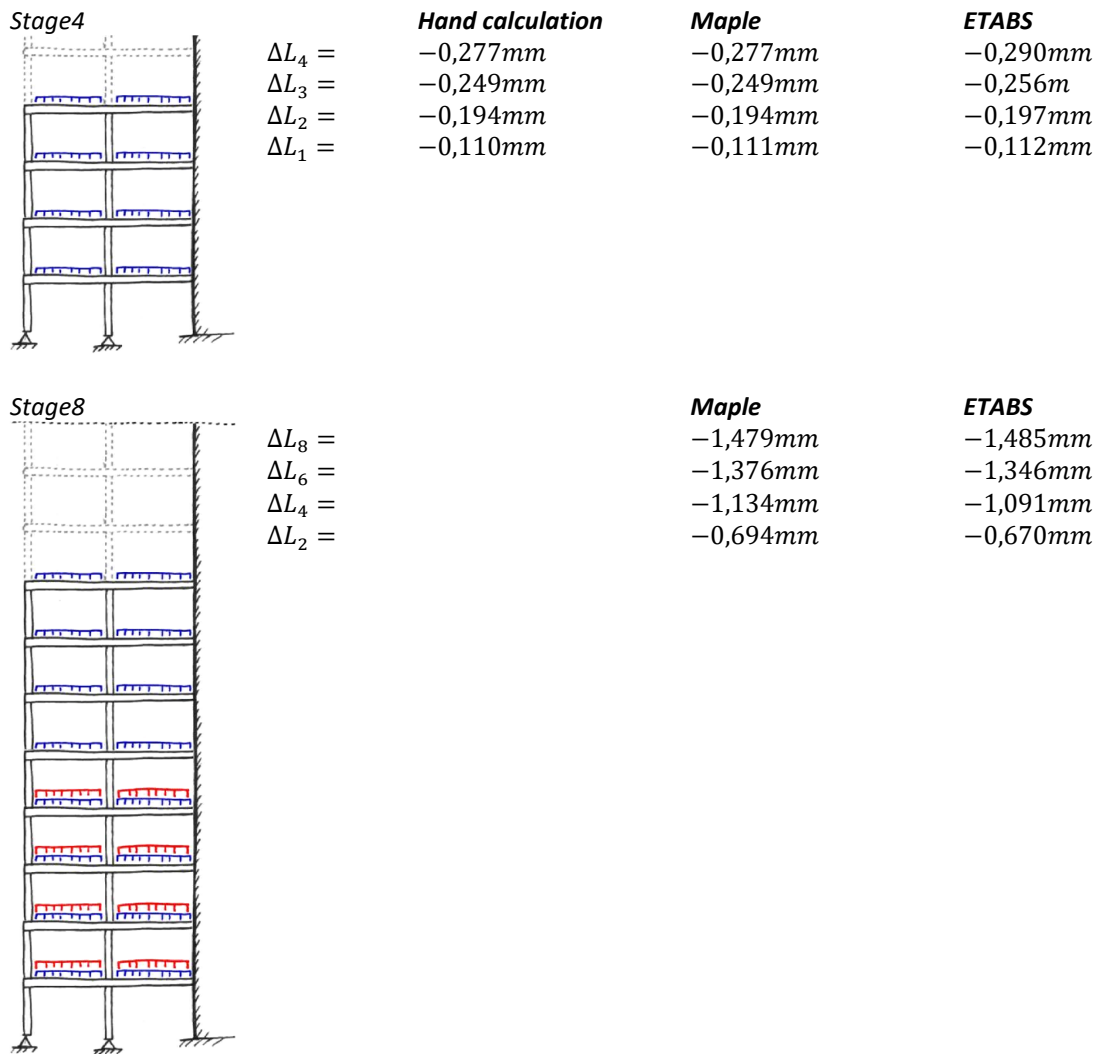 Stage4 Hand calculation Maple ETABS
ΔL₄ = −0,277mm −0,277mm −0,290mm
ΔL₃ = −0,249mm −0,249mm −0,256m
ΔL₂ = −0,194mm −0,194mm −0,197mm
ΔL₁ = −0,110mm −0,111mm −0,112mm
Stage8 Maple ETABS
ΔL₈ = −1,479mm −1,485mm
ΔL₆ = −1,376mm −1,346mm
ΔL₄ = −1,134mm −1,091mm
ΔL₂ = −0,694mm −0,670mm